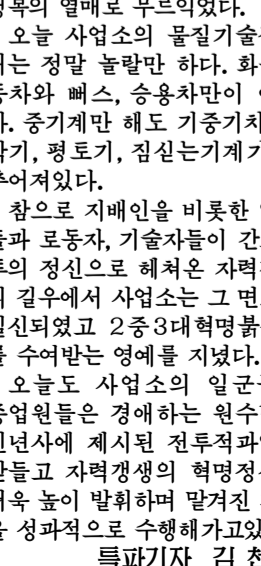 행복의 열매로 무르익었다.
오늘 사업소의 물질기술
는 정말 놀랄만 하다. 화
동차와 뻐스, 승용차만이
. 중기계만 해도 기중기차
기, 평토기, 짐싣는기계가
추어져있다.
참으로 지배인을 비롯한
들과 로동자, 기술자들이 간
투의 정신으로 헤쳐온 자력
길우에서 사업소는 그 면
일신되였고 2중3대혁명붉
를 수여받는 영예를 지녔다.
오늘도 사업소의 일군
종업원들은 경애하는 원수
신년사에 제시된 전투적과
받들고 자력갱생의 혁명정
더욱 높이 발휘하며 맡겨진
을 성과적으로 수행해가고있
특파기자 김 천